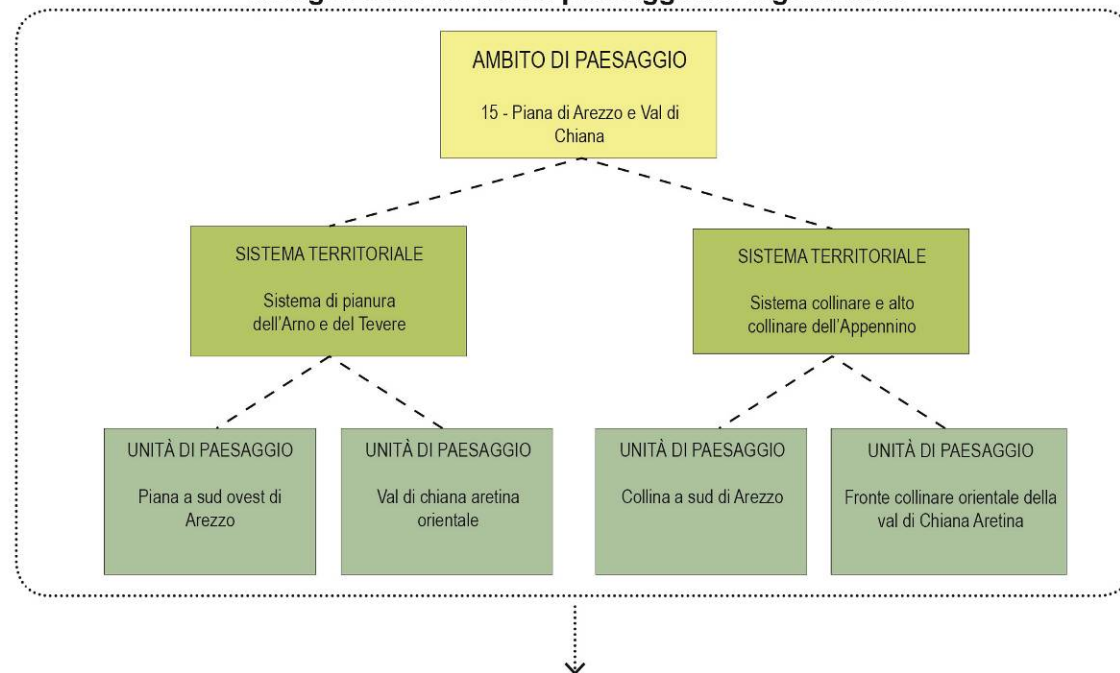 AMBITO DI PAESAGGIO
15 - Piana di Arezzo e Val di
Chiana
SISTEMA TERRITORIALE
Sistema di pianura
dell'Arno e del Tevere
SISTEMA TERRITORIALE
Sistema collinare e alto
collinare dell'Appennino
UNITÀ DI PAESAGGIO
Piana a sud ovest di
Arezzo
UNITÀ DI PAESAGGIO
Val di chiana aretina
orientale
UNITÀ DI PAESAGGIO
Collina a sud di Arezzo
UNITÀ DI PAESAGGIO
Fronte collinare orientale della
val di Chiana Aretina